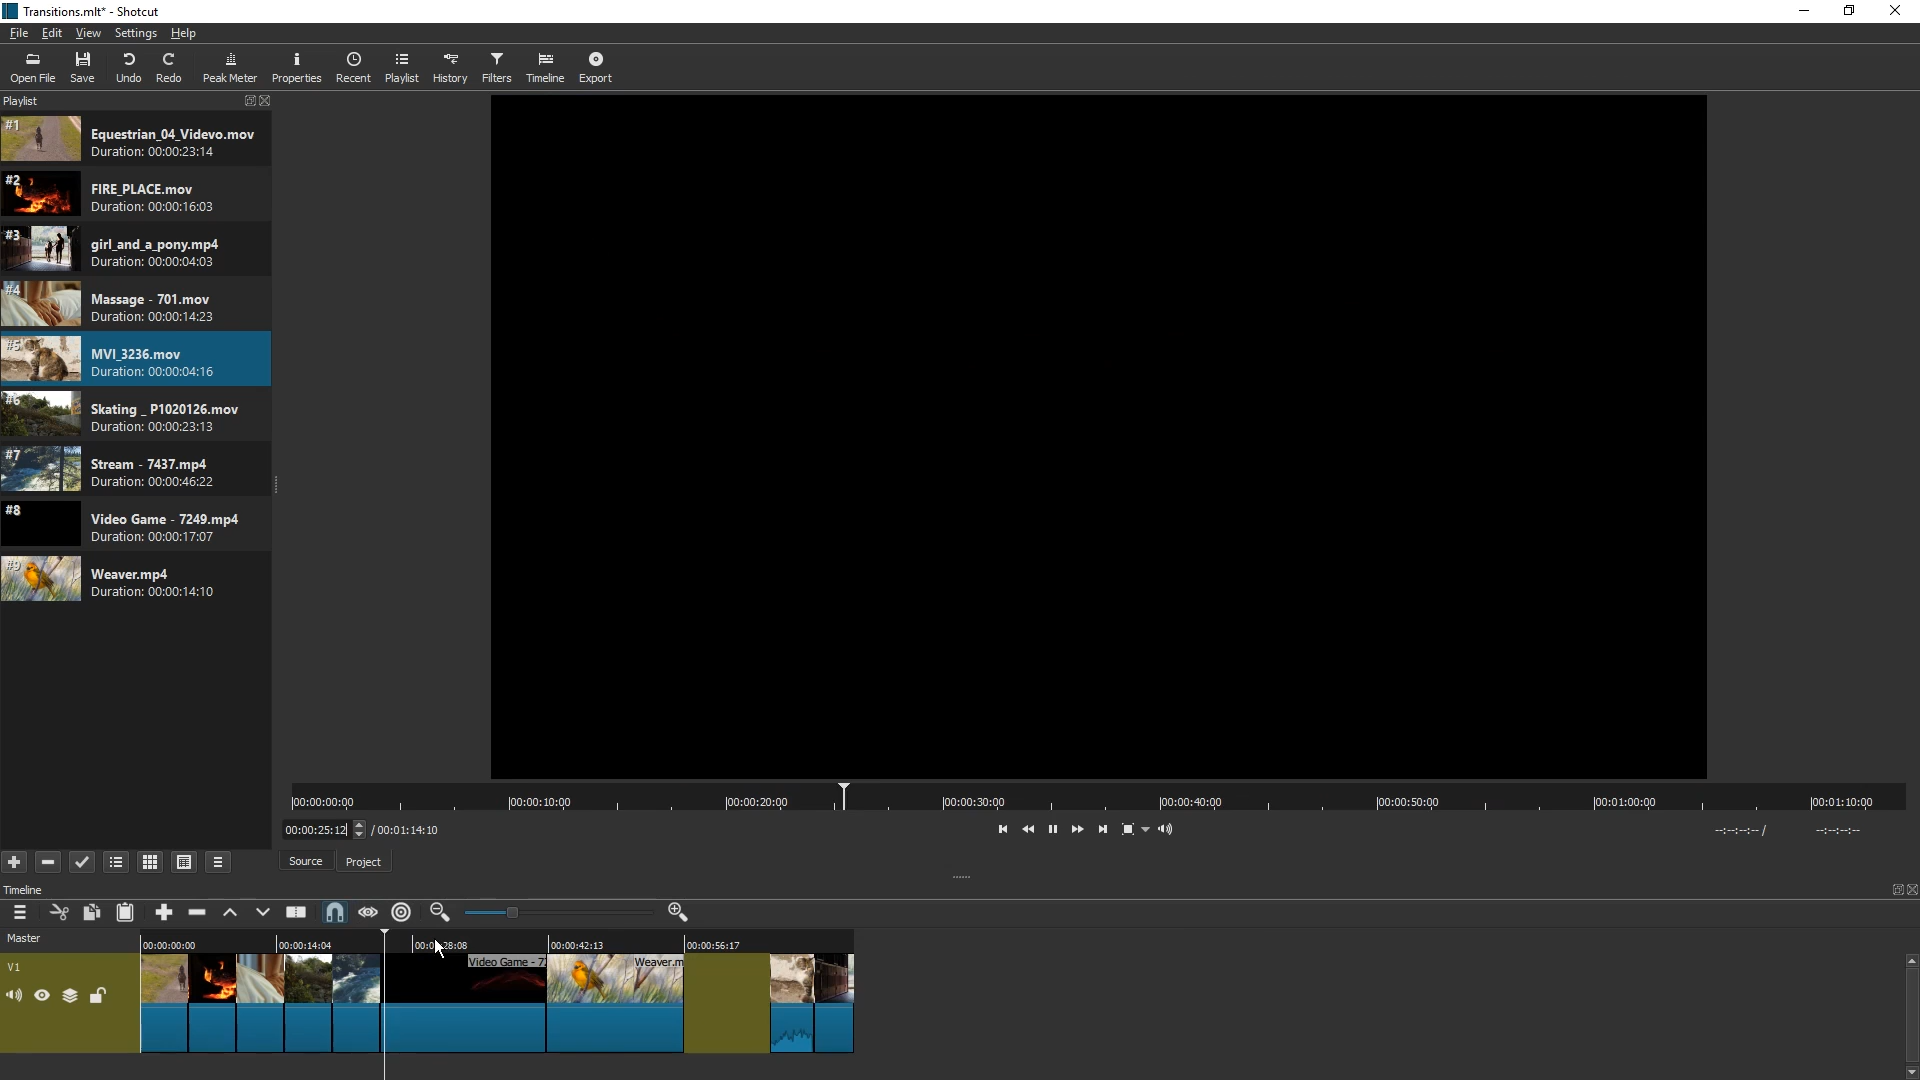 Transitions.mlt* - Shotcut
File Edit View Settings Help
Open File Save Undo Redo Peak Meter Properties Recent Playlist History Filters Timeline Export
Playlist
#1
Equestrian_04_Videvo.mov
Duration: 00:00:23:14
#2
FIRE_PLACE.mov
Duration: 00:00:16:03
#3
girl_and_a_pony.mp4
Duration: 00:00:04:03
#4
Massage - 701.mov
Duration: 00:00:14:23
#5
MVI_3236.mov
Duration: 00:00:04:16
#6
Skating _ P1020126.mov
Duration: 00:00:23:13
#7
Stream - 7437.mp4
Duration: 00:00:46:22
#8
Video Game - 7249.mp4
Duration: 00:00:17:07
#9
Weaver.mp4
Duration: 00:00:14:10
00:00:00:00 00:00:10:00 00:00:20:00 00:00:30:00 00:00:40:00 00:00:50:00 00:01:00:00 00:01:10:00
00:00:25:12 / 00:01:14:10
--:--:--:-- / --:--:--:--
Source Project
Timeline
Master
00:00:00:00 00:00:14:04 28:08 00:00:42:13 00:00:56:17
V1
Video Game - 72 Weaver.m